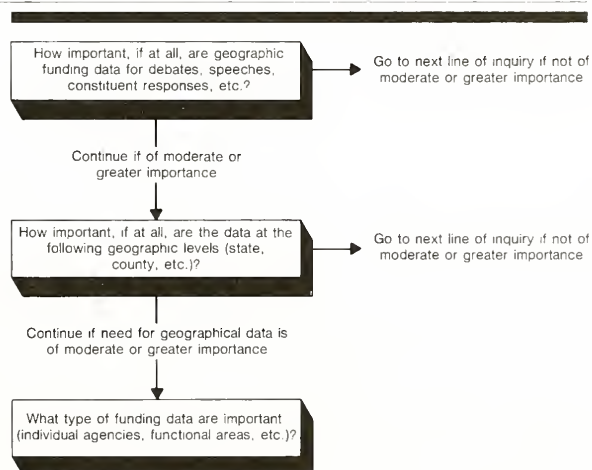 How important, if at all, are geographic
funding data for debates, speeches,
constituent responses, etc.?
Go to next line of inquiry if not of
moderate or greater importance
Continue if of moderate or
greater importance
How important, if at all, are the data at the
following geographic levels (state,
county, etc.)?
Go to next line of inquiry if not of
moderate or greater importance
Continue if need for geographical data is
of moderate or greater importance
What type of funding data are important
(individual agencies, functional areas, etc.)?